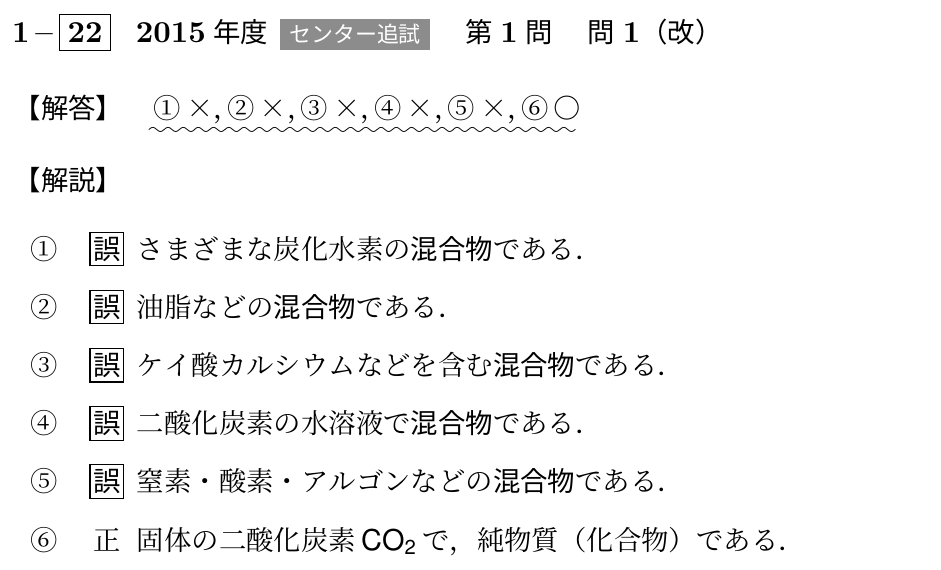 1－22 2015 年度 センター追試 第 1 問 問 1（改）
【解答】 ① ×, ② ×, ③ ×, ④ ×, ⑤ ×, ⑥ ○
【解説】
① 誤 さまざまな炭化水素の混合物である．
② 誤 油脂などの混合物である．
③ 誤 ケイ酸カルシウムなどを含む混合物である．
④ 誤 二酸化炭素の水溶液で混合物である．
⑤ 誤 窒素・酸素・アルゴンなどの混合物である．
⑥ 正 固体の二酸化炭素 CO₂ で，純物質（化合物）である．